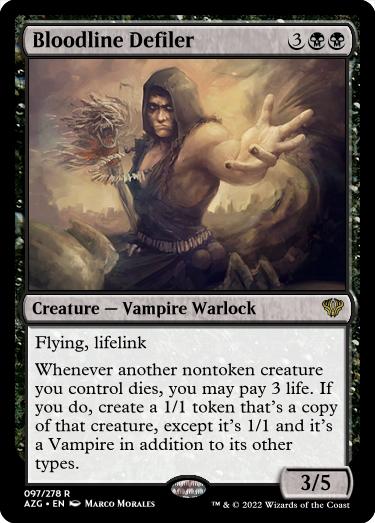 Bloodline Defiler 3
Creature — Vampire Warlock
Flying, lifelink
Whenever another nontoken creature
you control dies, you may pay 3 life. If
you do, create a 1/1 token that's a copy
of that creature, except it's 1/1 and it's
a Vampire in addition to its other
types.
3/5
097/278 R
AZG • EN Marco Morales
™ & © 2022 Wizards of the Coast